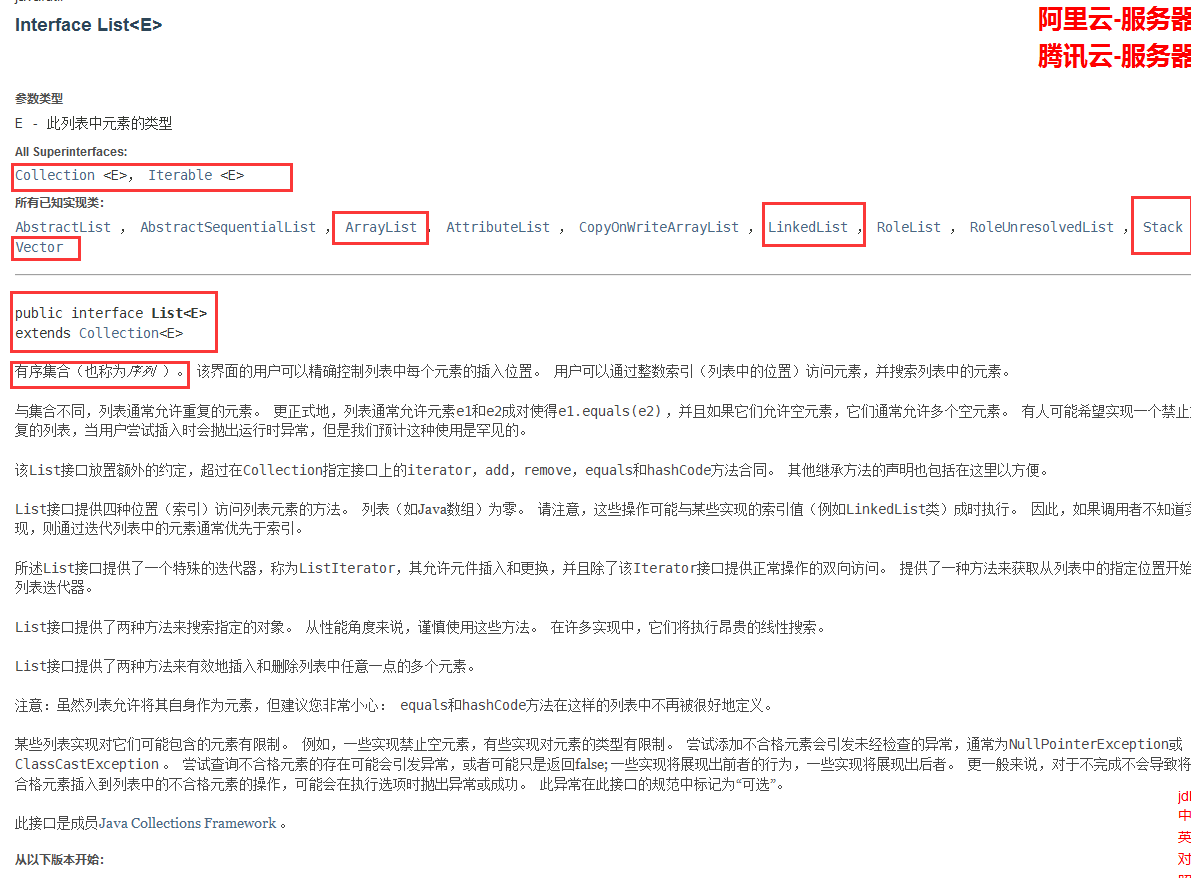 Interface List<E>
阿里云-服务器
腾讯云-服务器
参数类型
E - 此列表中元素的类型
All Superinterfaces:
Collection <E>, Iterable <E>
所有已知实现类:
AbstractList , AbstractSequentialList , ArrayList , AttributeList , CopyOnWriteArrayList , LinkedList , RoleList , RoleUnresolvedList , Stack
Vector
public interface List<E>
extends Collection<E>
有序集合（也称为序列 ）。 该界面的用户可以精确控制列表中每个元素的插入位置。 用户可以通过整数索引（列表中的位置）访问元素，并搜索列表中的元素。
与集合不同，列表通常允许重复的元素。 更正式地，列表通常允许元素e1和e2成对使得e1.equals(e2) ，并且如果它们允许空元素，它们通常允许多个空元素。 有人可能希望实现一个禁止
复的列表，当用户尝试插入时会抛出运行时异常，但是我们预计这种使用是罕见的。
该List接口放置额外的约定，超过在Collection指定接口上的iterator，add，remove，equals和hashCode方法合同。 其他继承方法的声明也包括在这里以方便。
List接口提供四种位置（索引）访问列表元素的方法。 列表（如Java数组）为零。 请注意，这些操作可能与某些实现的索引值（例如LinkedList类）成时执行。 因此，如果调用者不知道
现，则通过迭代列表中的元素通常优先于索引。
所述List接口提供了一个特殊的迭代器，称为ListIterator，其允许元件插入和更换，并且除了该Iterator接口提供正常操作的双向访问。 提供了一种方法来获取从列表中的指定位置开始
列表迭代器。
List接口提供了两种方法来搜索指定的对象。 从性能角度来说，谨慎使用这些方法。 在许多实现中，它们将执行昂贵的线性搜索。
List接口提供了两种方法来有效地插入和删除列表中任意一点的多个元素。
注意：虽然列表允许将其自身作为元素，但建议您非常小心： equals和hashCode方法在这样的列表中不再被很好地定义。
某些列表实现对它们可能包含的元素有限制。 例如，一些实现禁止空元素，有些实现对元素的类型有限制。 尝试添加不合格元素会引发未经检查的异常，通常为NullPointerException或
ClassCastException 。 尝试查询不合格元素的存在可能会引发异常，或者可能只是返回false; 一些实现将展现出前者的行为，一些实现将展现出后者。 更一般来说，对于不完成不会导致将
合格元素插入到列表中的不合格元素的操作，可能会在执行选项时抛出异常或成功。 此异常在此接口的规范中标记为“可选”。
此接口是成员Java Collections Framework 。
从以下版本开始:
中
英
对